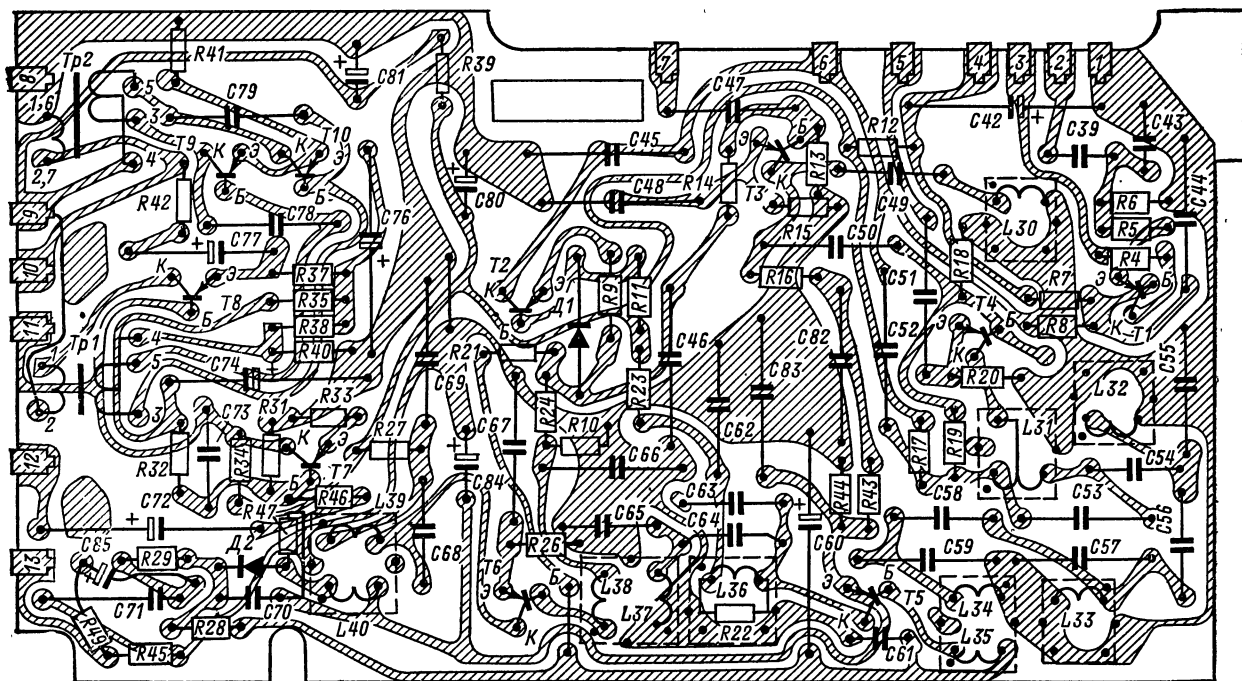 7
6
5
4
3
2
1
R41
Тр2
C81
R39
C47
8
1,6
5
C79
3
T9
T10
К
Э
К
Э
4
2,7
Б
Б
R42
C78
C76
C80
C45
C48
R14
T3
Э
Б
К
R13
R12
C42
C39
C43
C44
C49
R15
L30
R6
R5
R4
9
10
C77
К
Э
R37
R35
R38
R40
T8
Б
T2
К
Э
Д1
Б
R9
R11
C50
R16
C51
R18
T4
Э
К
R7
R8
Э
Б
К
T1
11
Тр1
1
4
5
3
2
C74
C69
R21
C46
C82
C52
R20
L32
C55
C73
R31
R33
R27
C67
R24
R23
C83
C62
К
Э
R32
R34
T7
Б
R10
C66
R17
R19
L31
C54
12
C72
R47
R46
L39
C84
C63
R44
R43
C58
C53
C56
Д2
C68
C65
C64
C60
13
C85
R29
R26
C59
C57
T6
Э
Б
К
L38
L37
L36
R22
Э
Б
T5
К
L34
L35
L33
C71
C70
R49
R28
L40
R45
C61